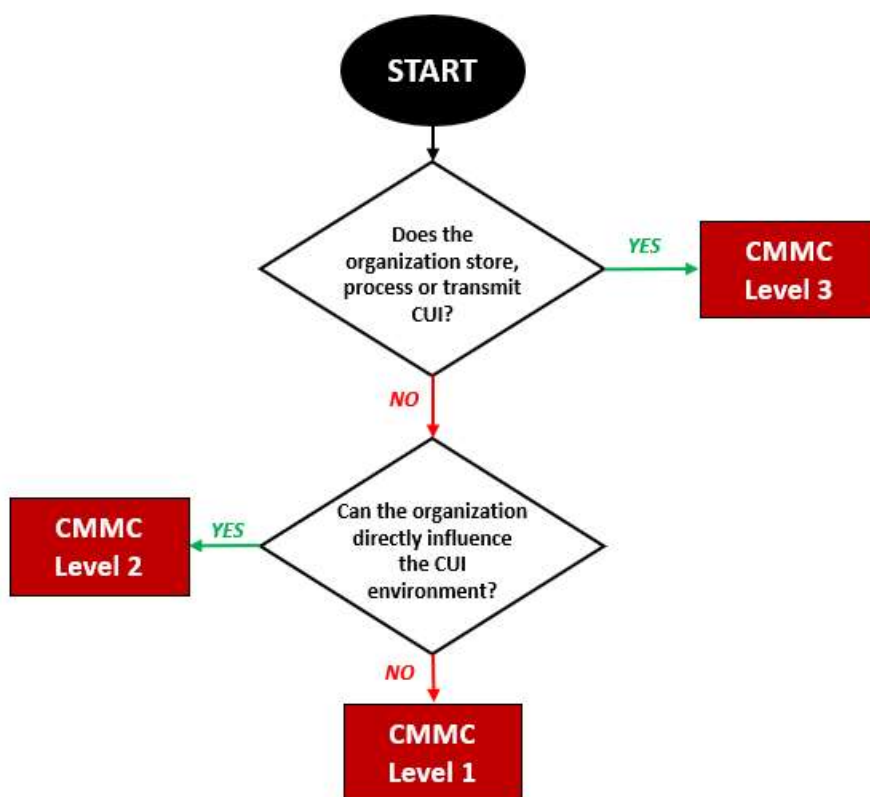 START
Does the
organization store,
process or transmit
CUI?
YES
CMMC
Level 3
NO
Can the organization
directly influence
the CUI
environment?
YES
CMMC
Level 2
NO
CMMC
Level 1